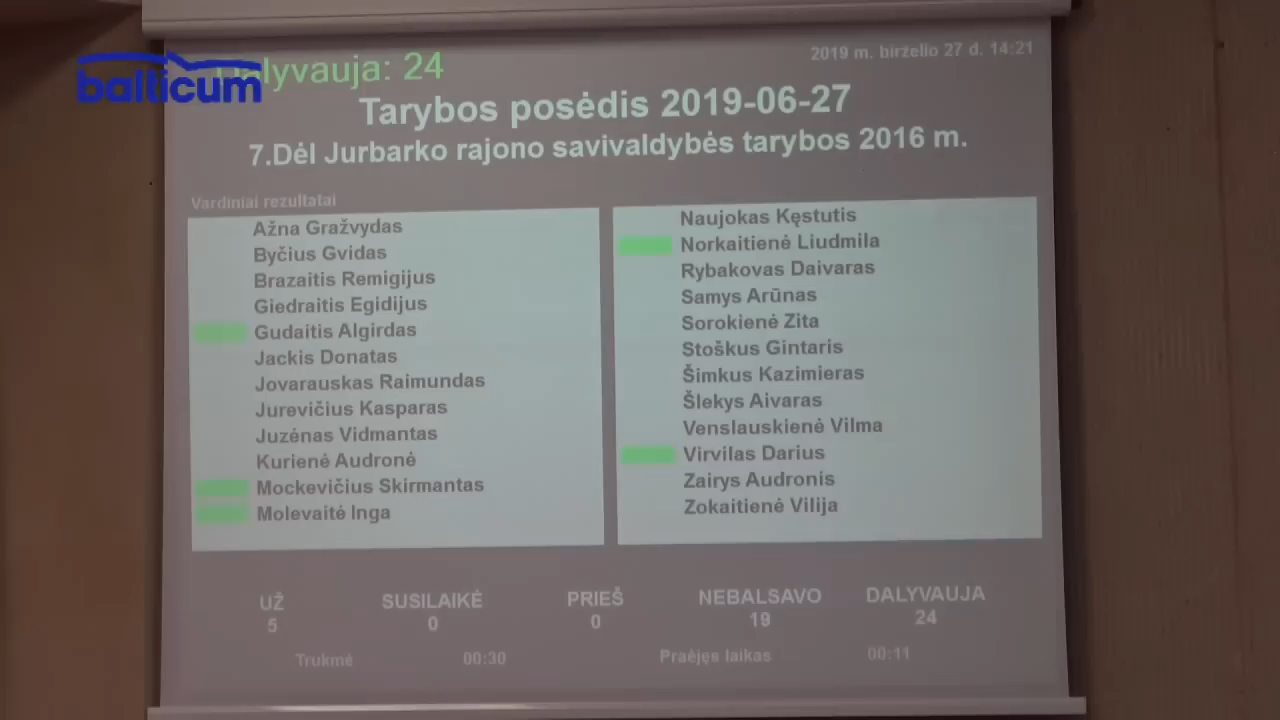 balticum
Dalyvauja: 24
2019 m. birželio 27 d. 14:21
Tarybos posėdis 2019-06-27
7.Dėl Jurbarko rajono savivaldybės tarybos 2016 m.
Vardiniai rezultatai
Ažna Gražvydas
Byčius Gvidas
Brazaitis Remigijus
Giedraitis Egidijus
Gudaitis Algirdas
Jackis Donatas
Jovarauskas Raimundas
Jurevičius Kasparas
Juzėnas Vidmantas
Kurienė Audronė
Mockevičius Skirmantas
Molevaitė Inga
Naujokas Kęstutis
Norkaitienė Liudmila
Rybakovas Daivaras
Samys Arūnas
Sorokienė Zita
Stoškus Gintaris
Šimkus Kazimieras
Šlekys Aivaras
Venslauskienė Vilma
Virvilas Darius
Zairys Audronis
Zokaitienė Vilija
UŽ SUSILAIKĖ PRIEŠ NEBALSAVO DALYVAUJA
5 0 0 19 24
Trukmė 00:30 Praėjęs laikas 00:11